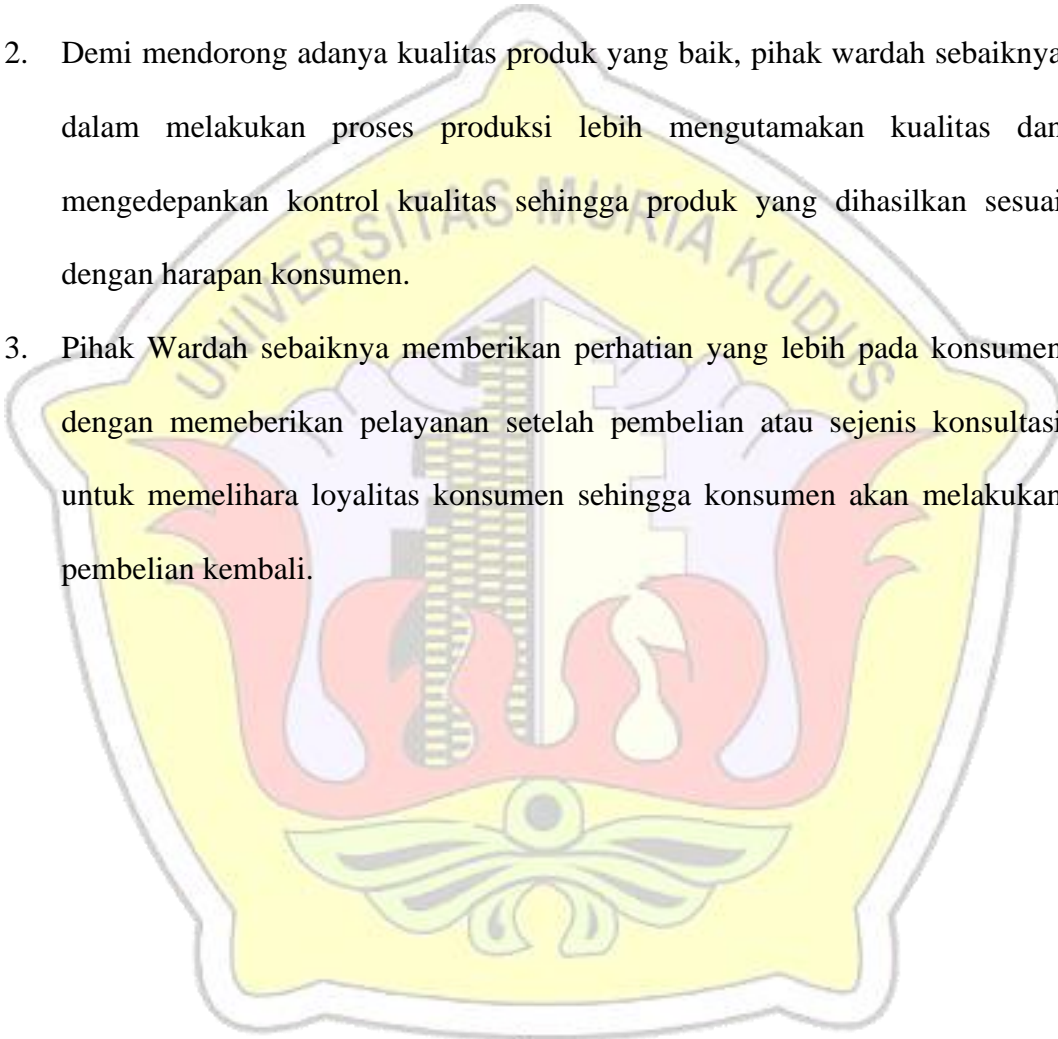 2. Demi mendorong adanya kualitas produk yang baik, pihak wardah sebaiknya
dalam melakukan proses produksi lebih mengutamakan kualitas dan
mengedepankan kontrol kualitas sehingga produk yang dihasilkan sesuai
dengan harapan konsumen.
3. Pihak Wardah sebaiknya memberikan perhatian yang lebih pada konsumen
dengan memeberikan pelayanan setelah pembelian atau sejenis konsultasi
untuk memelihara loyalitas konsumen sehingga konsumen akan melakukan
pembelian kembali.
UNIVERSITAS MURIA KUDUS